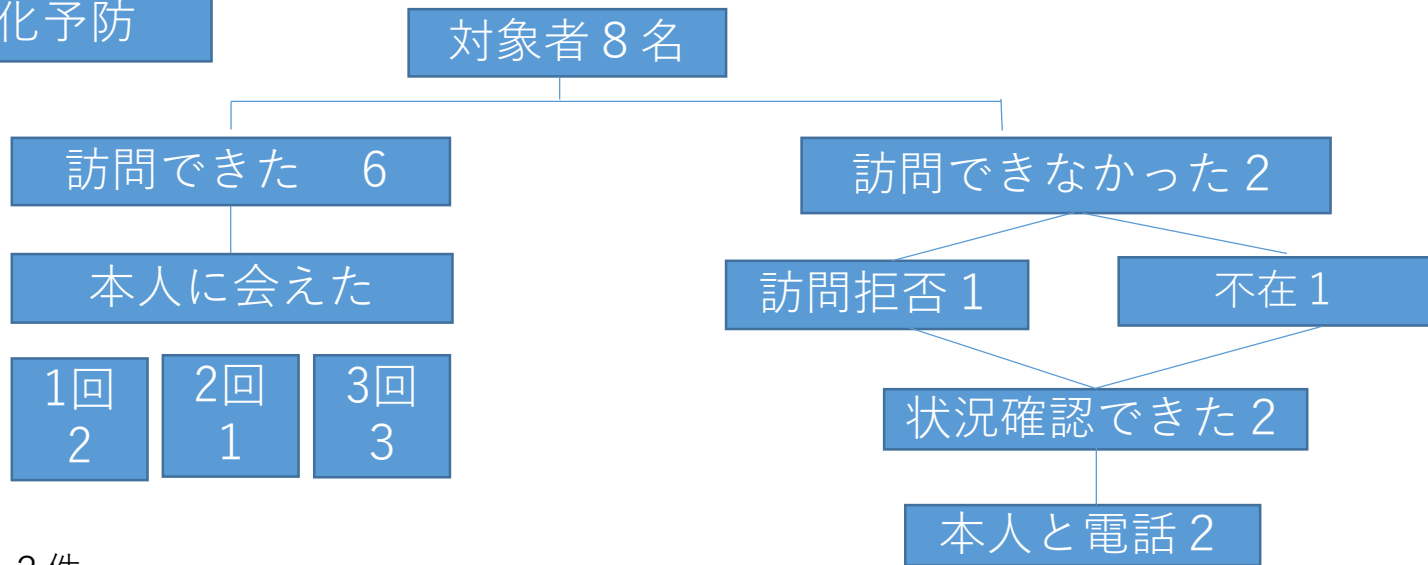 化予防
対象者8名
訪問できた　6
訪問できなかった2
本人に会えた
訪問拒否1
不在1
1回
2
2回
1
3回
3
状況確認できた2
本人と電話2